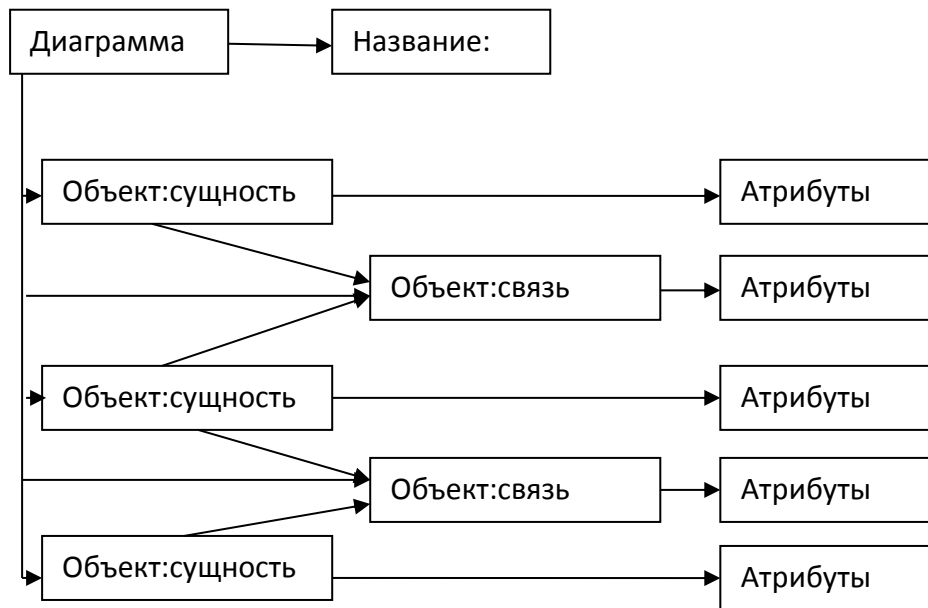 Диаграмма
Название:
Объект:сущность
Атрибуты
Объект:связь
Атрибуты
Объект:сущность
Атрибуты
Объект:связь
Атрибуты
Объект:сущность
Атрибуты